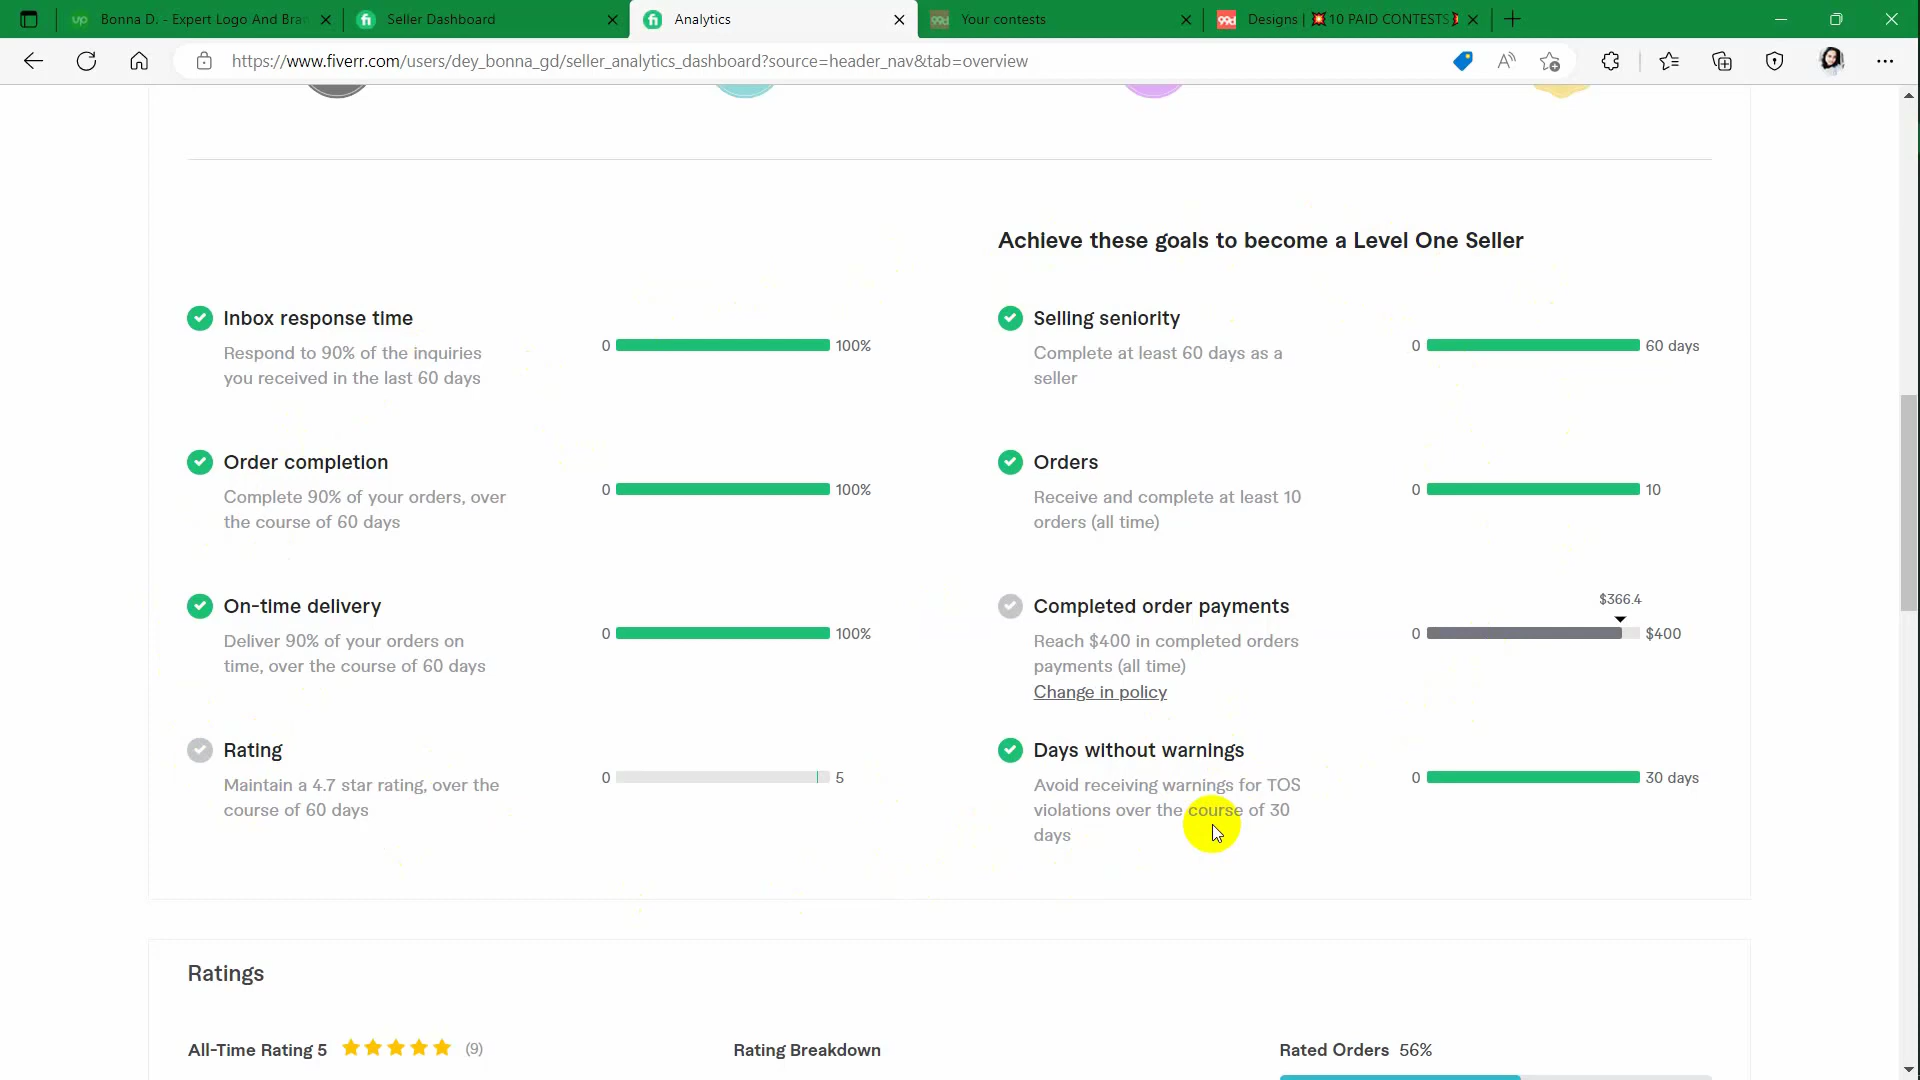 Bonna D. - Expert Logo And Bran
Seller Dashboard
Analytics
Your contests
Designs | 💥10 PAID CONTESTS💥
https://www.fiverr.com/users/dey_bonna_gd/seller_analytics_dashboard?source=header_nav&tab=overview
Achieve these goals to become a Level One Seller
Inbox response time
Respond to 90% of the inquiries
you received in the last 60 days
0 100%
Selling seniority
Complete at least 60 days as a
seller
0 60 days
Order completion
Complete 90% of your orders, over
the course of 60 days
0 100%
Orders
Receive and complete at least 10
orders (all time)
0 10
On-time delivery
Deliver 90% of your orders on
time, over the course of 60 days
0 100%
Completed order payments
Reach $400 in completed orders
payments (all time)
Change in policy
$366.4
0 $400
Rating
Maintain a 4.7 star rating, over the
course of 60 days
0 5
Days without warnings
Avoid receiving warnings for TOS
violations over the course of 30
days
0 30 days
Ratings
All-Time Rating 5 (9)
Rating Breakdown
Rated Orders 56%